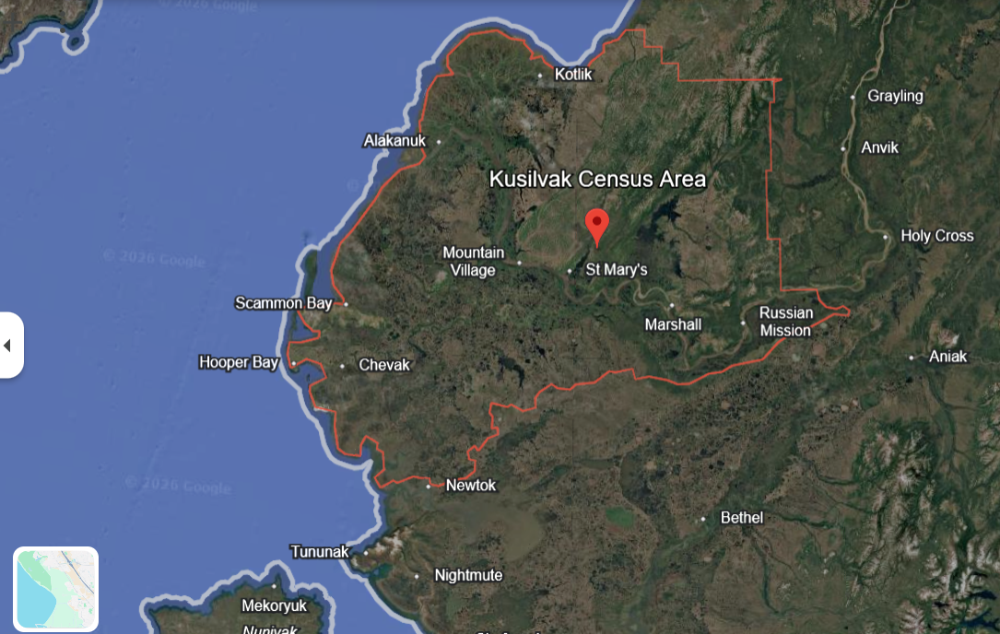 © 2026 Google
Kotlik
Grayling
Alakanuk
Anvik
Kusilvak Census Area
Holy Cross
© 2026 Google
Mountain
Village
St Mary's
Scammon Bay
Marshall
Russian
Mission
Aniak
Hooper Bay
Chevak
© 2026 Google
Newtok
Bethel
Tununak
Nightmute
Mekoryuk
Nunivak